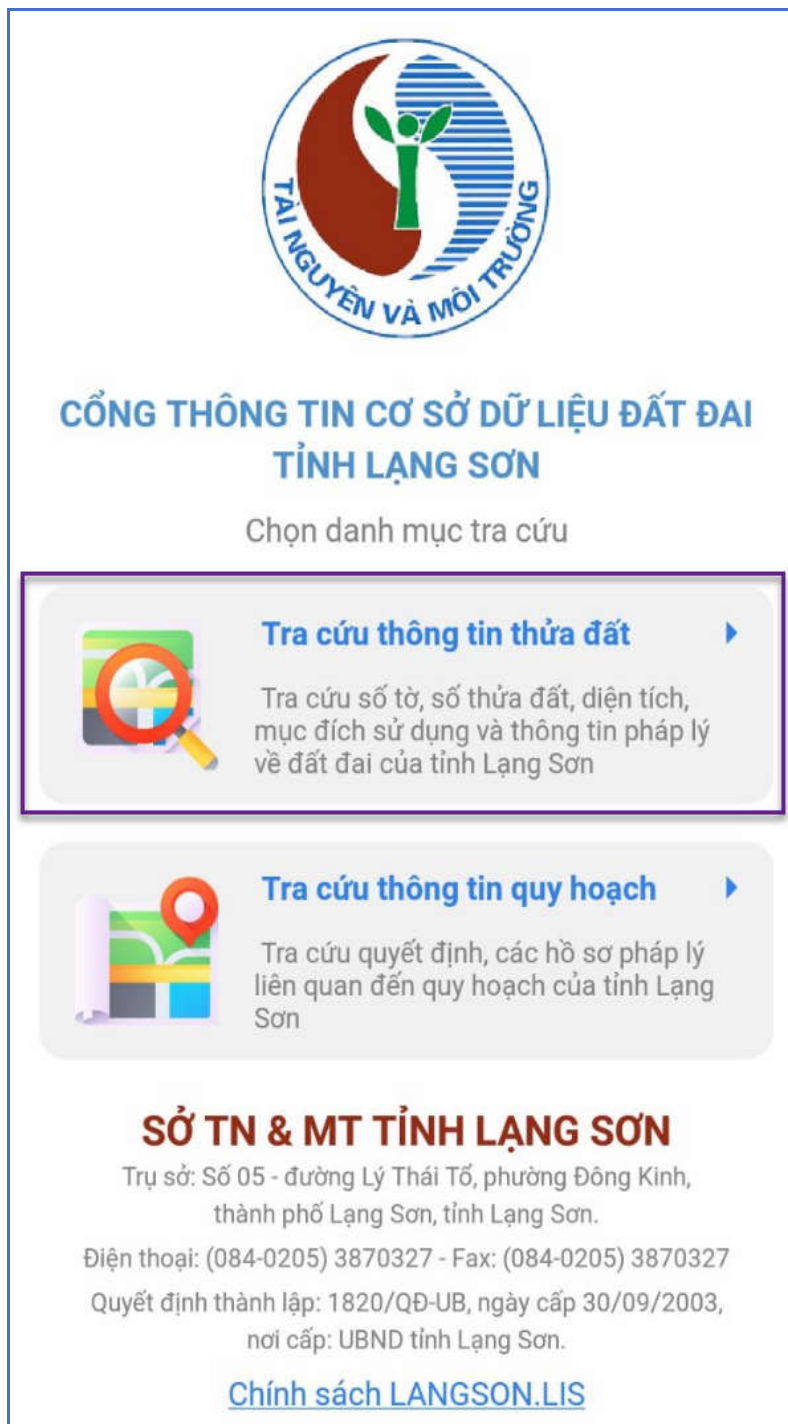 TÀI NGUYÊN VÀ MÔI TRƯỜNG
CỔNG THÔNG TIN CƠ SỞ DỮ LIỆU ĐẤT ĐAI
TỈNH LẠNG SƠN
Chọn danh mục tra cứu
Tra cứu thông tin thửa đất
Tra cứu số tờ, số thửa đất, diện tích,
mục đích sử dụng và thông tin pháp lý
về đất đai của tỉnh Lạng Sơn
Tra cứu thông tin quy hoạch
Tra cứu quyết định, các hồ sơ pháp lý
liên quan đến quy hoạch của tỉnh Lạng
Sơn
SỞ TN & MT TỈNH LẠNG SƠN
Trụ sở: Số 05 - đường Lý Thái Tổ, phường Đông Kinh,
thành phố Lạng Sơn, tỉnh Lạng Sơn.
Điện thoại: (084-0205) 3870327 - Fax: (084-0205) 3870327
Quyết định thành lập: 1820/QĐ-UB, ngày cấp 30/09/2003,
nơi cấp: UBND tỉnh Lạng Sơn.
Chính sách LANGSON.LIS